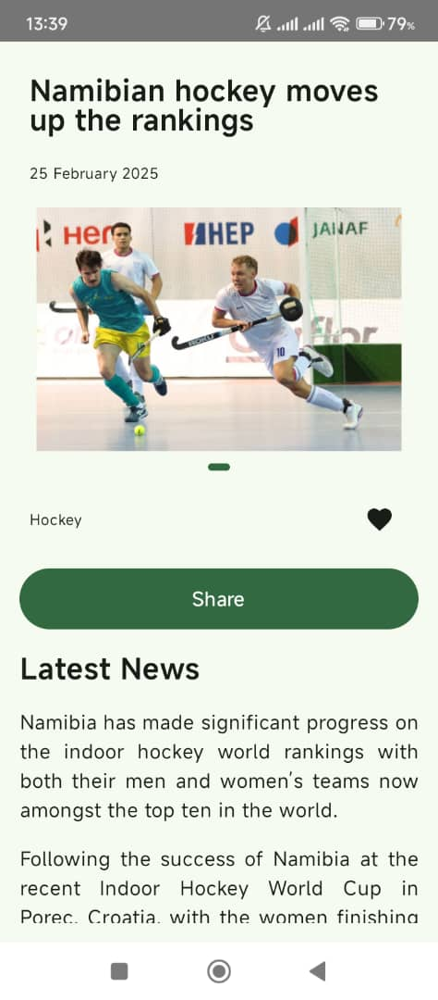 13:39
79%
Namibian hockey moves
up the rankings
25 February 2025
HEP
JANAF
10
Hockey
Share
Latest News
Namibia has made significant progress on
the indoor hockey world rankings with
both their men and women's teams now
amongst the top ten in the world.
Following the success of Namibia at the
recent Indoor Hockey World Cup in
Porec, Croatia, with the women finishing